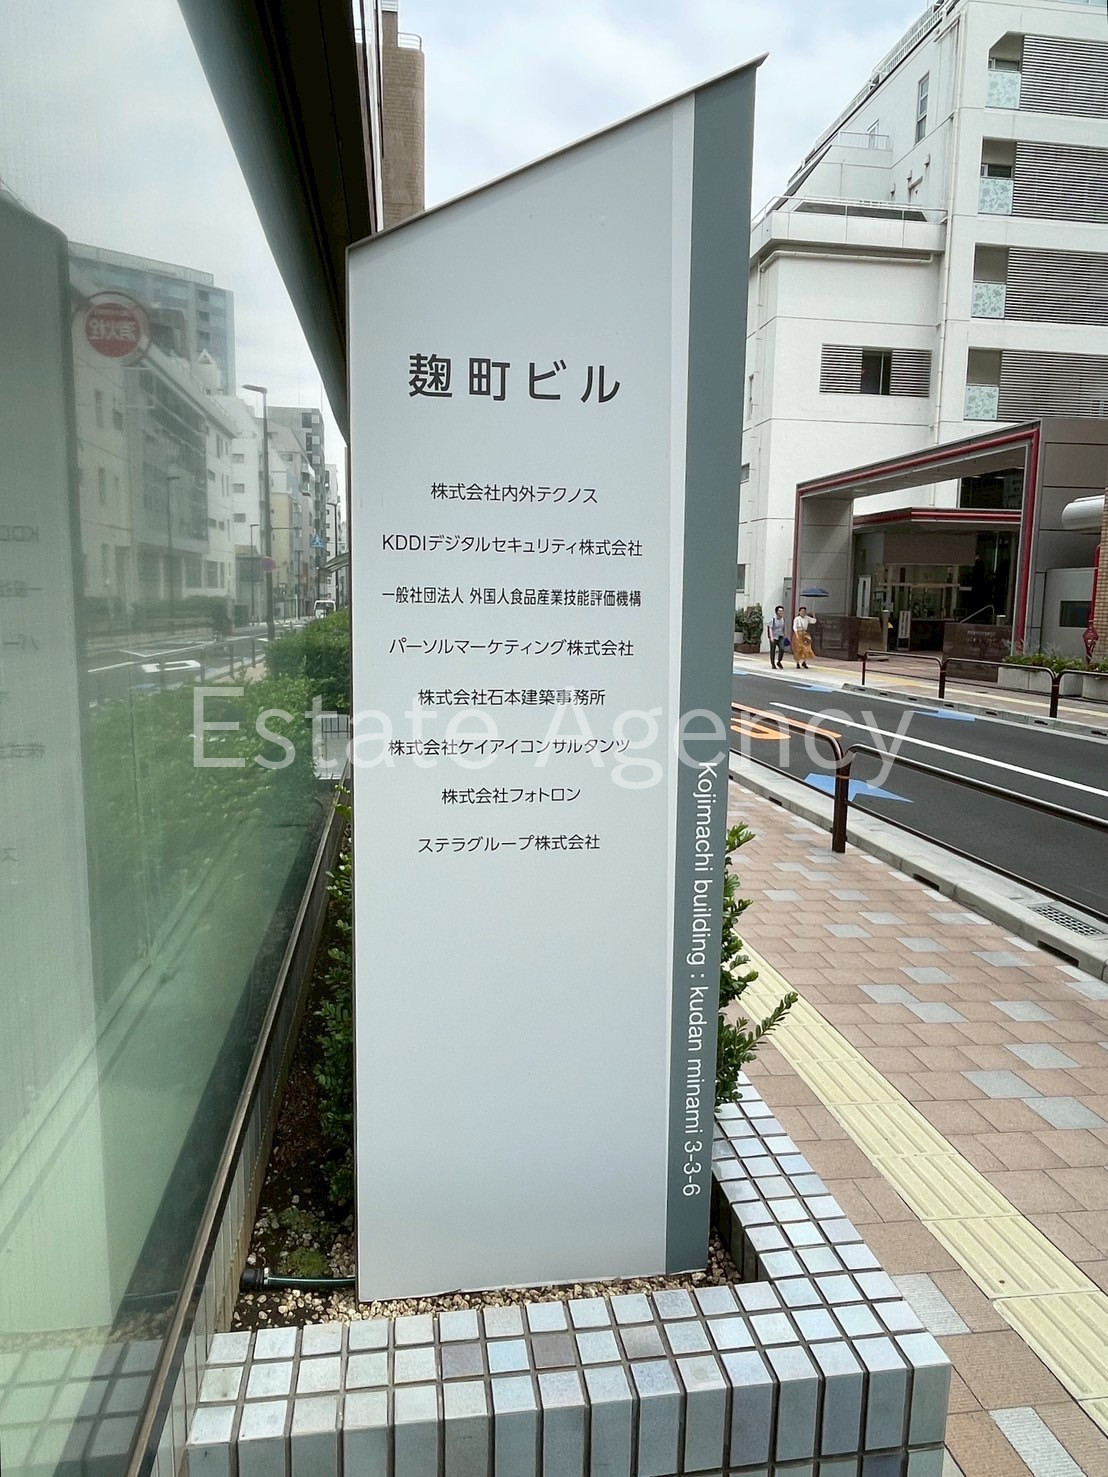 麹町ビル
株式会社内外テクノス
KDDIデジタルセキュリティ株式会社
一般社団法人 外国人食品産業技能評価機構
パーソルマーケティング株式会社
株式会社石本建築事務所
株式会社ケイアイコンサルタンツ
株式会社フォトロン
ステラグループ株式会社
Kojimachi building : kudan minami 3-3-6
Estate Agency
消火栓